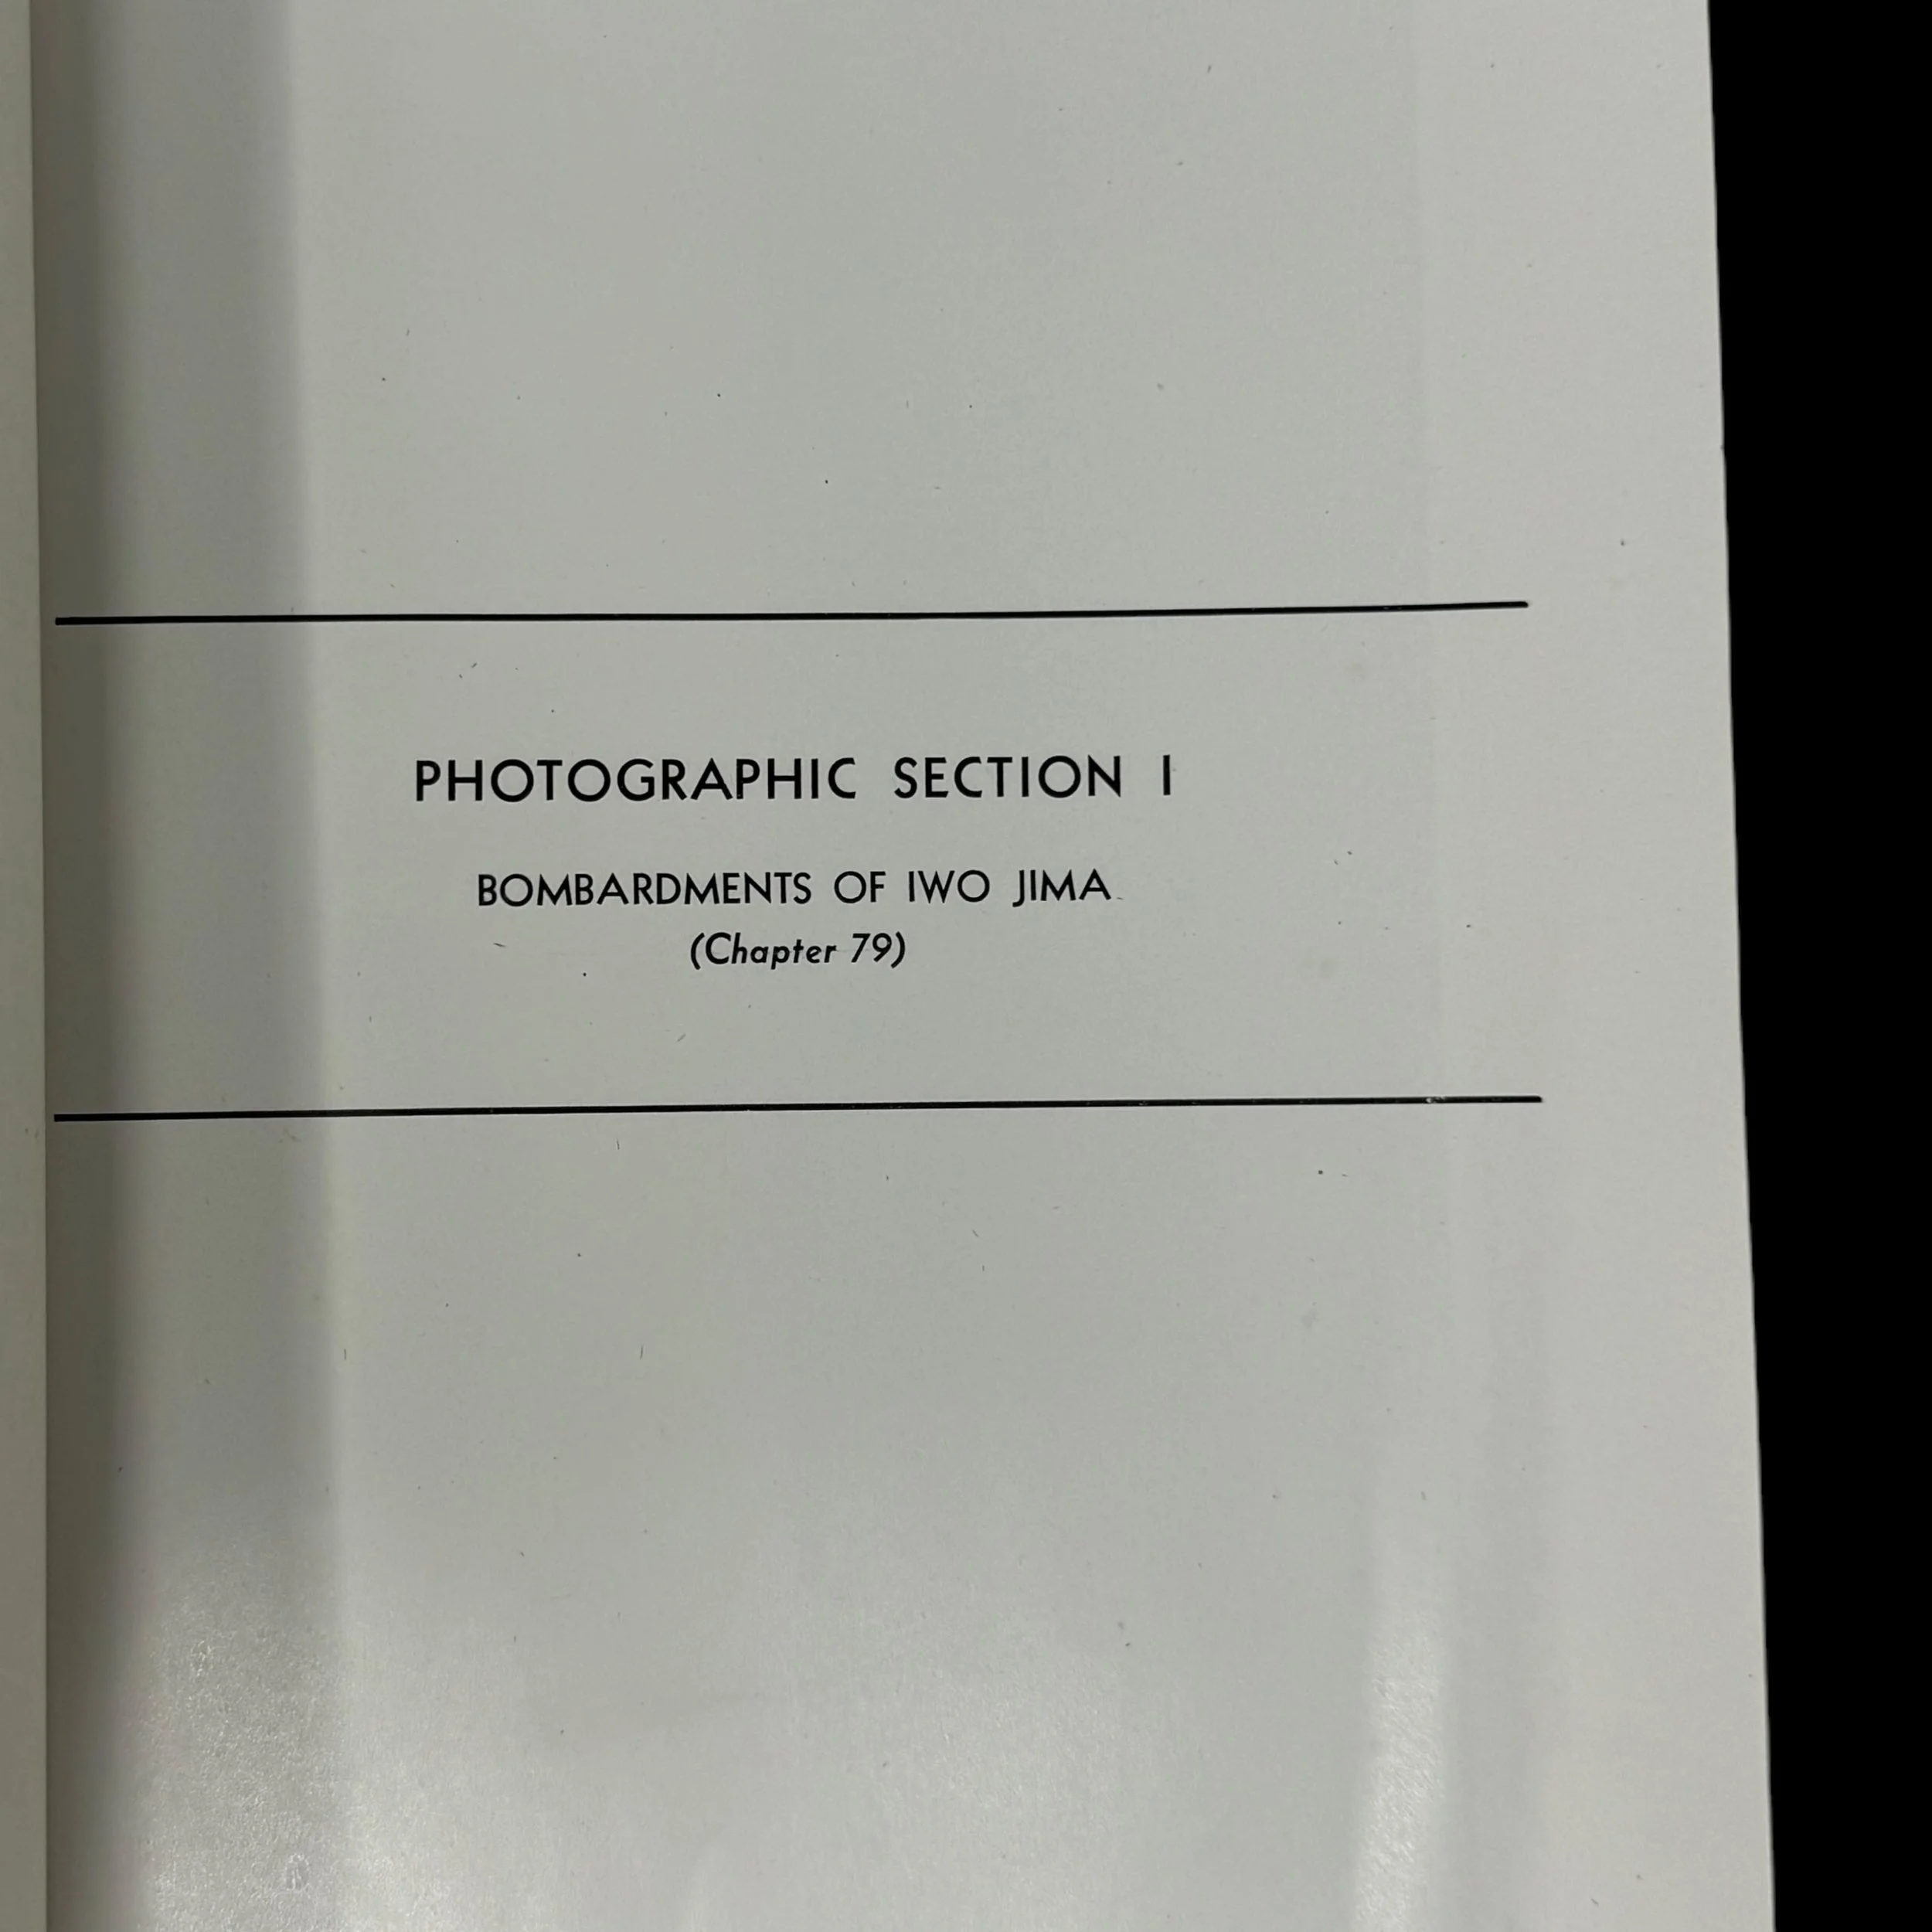 PHOTOGRAPHIC SECTION I
BOMBARDMENTS OF IWO JIMA
(Chapter 79)